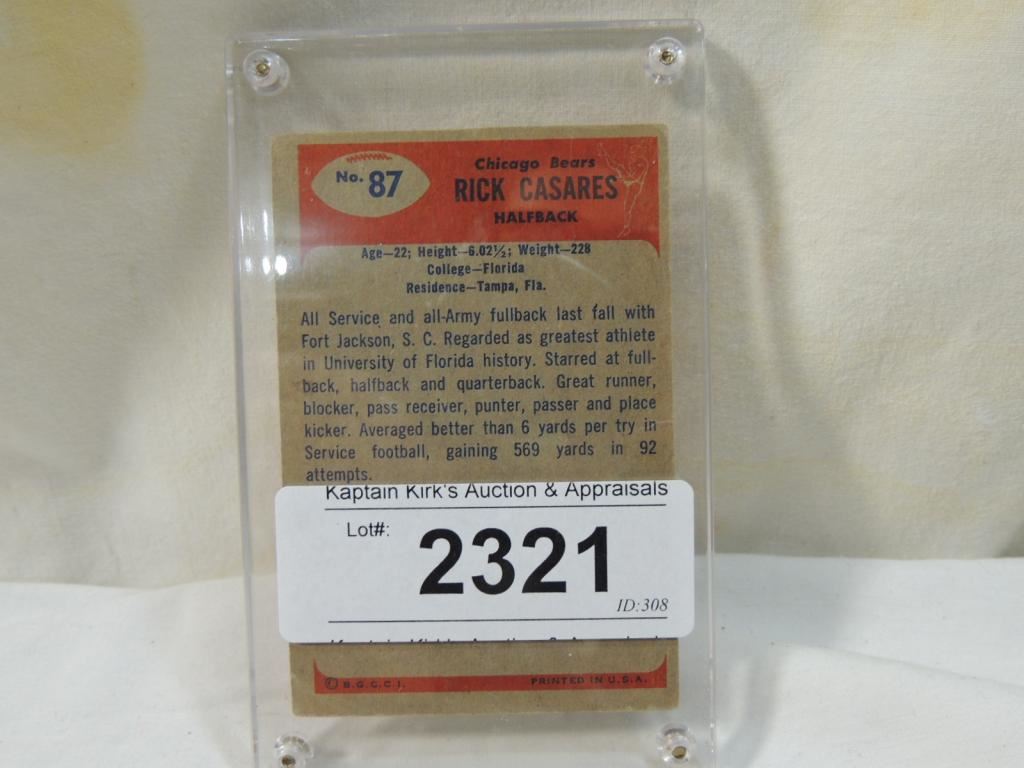 No. 87
Chicago Bears
RICK CASARES
HALFBACK
Age—22; Height—6.02½; Weight—228
College—Florida
Residence—Tampa, Fla.
All Service and all-Army fullback last fall with
Fort Jackson, S. C. Regarded as greatest athlete
in University of Florida history. Starred at full-
back, halfback and quarterback. Great runner,
blocker, pass receiver, punter, passer and place
kicker. Averaged better than 6 yards per try in
Service football, gaining 569 yards in 92
attempts.
Kaptain Kirk's Auction & Appraisals
Lot#:
2321
ID:308
© B.G.C.C.I.
PRINTED IN U.S.A.